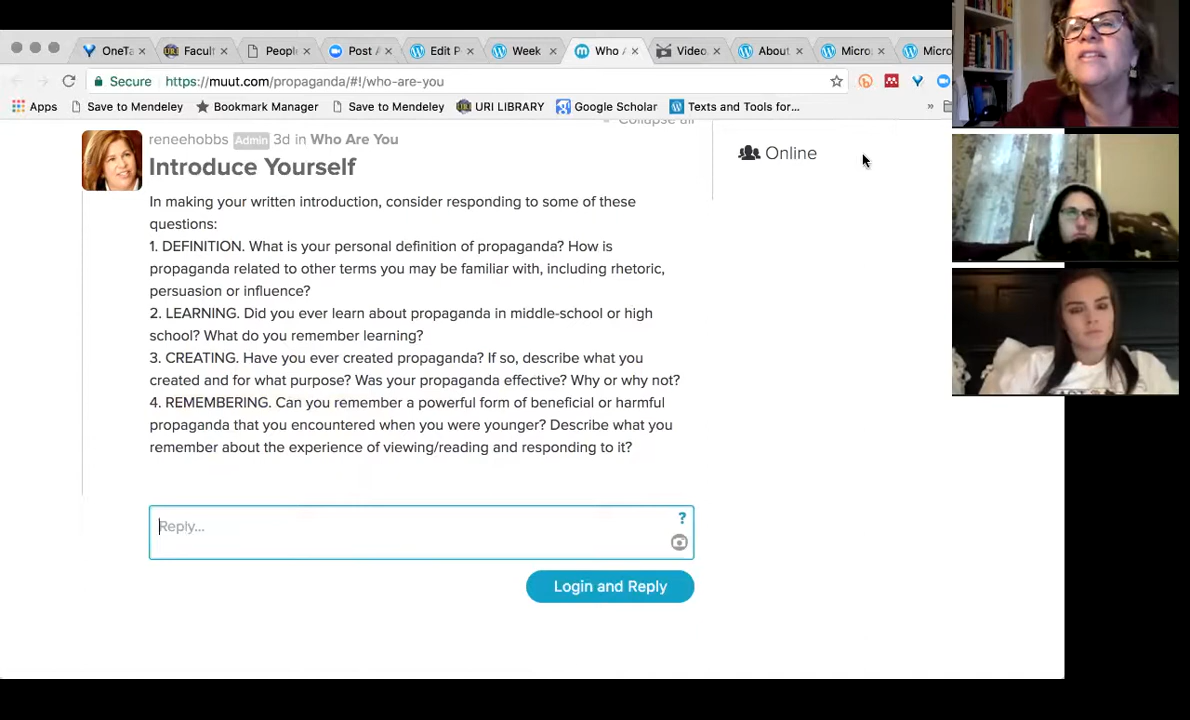 OneTa
Facult
People
Post A
Edit P
Week
Who A
Video.
About
Micro
Micro
Secure https://muut.com/propaganda/#!/who-are-you
Apps Save to Mendeley Bookmark Manager Save to Mendeley URI LIBRARY Google Scholar Texts and Tools for... »
Collapse all
reneehobbs Admin 3d in Who Are You
Online
Introduce Yourself
In making your written introduction, consider responding to some of these
questions:
1. DEFINITION. What is your personal definition of propaganda? How is
propaganda related to other terms you may be familiar with, including rhetoric,
persuasion or influence?
2. LEARNING. Did you ever learn about propaganda in middle-school or high
school? What do you remember learning?
3. CREATING. Have you ever created propaganda? If so, describe what you
created and for what purpose? Was your propaganda effective? Why or why not?
4. REMEMBERING. Can you remember a powerful form of beneficial or harmful
propaganda that you encountered when you were younger? Describe what you
remember about the experience of viewing/reading and responding to it?
Reply...
?
Login and Reply